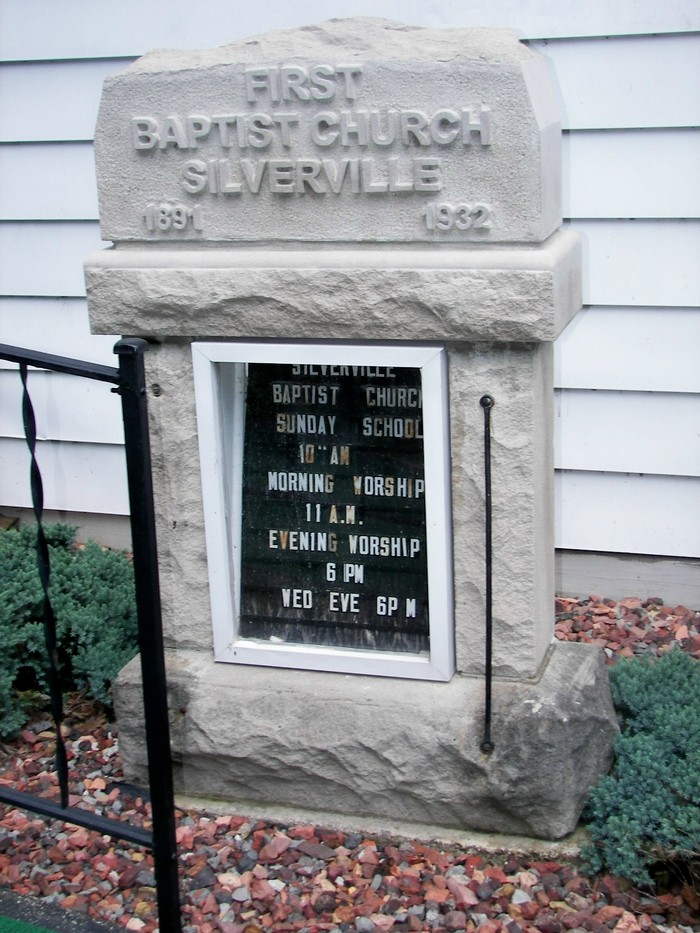 FIRST
BAPTIST CHURCH
SILVERVILLE
1891 1932
SILVERVILLE
BAPTIST CHURCH
SUNDAY SCHOOL
10 AM
MORNING WORSHIP
11 A.M.
EVENING WORSHIP
6 PM
WED EVE 6PM